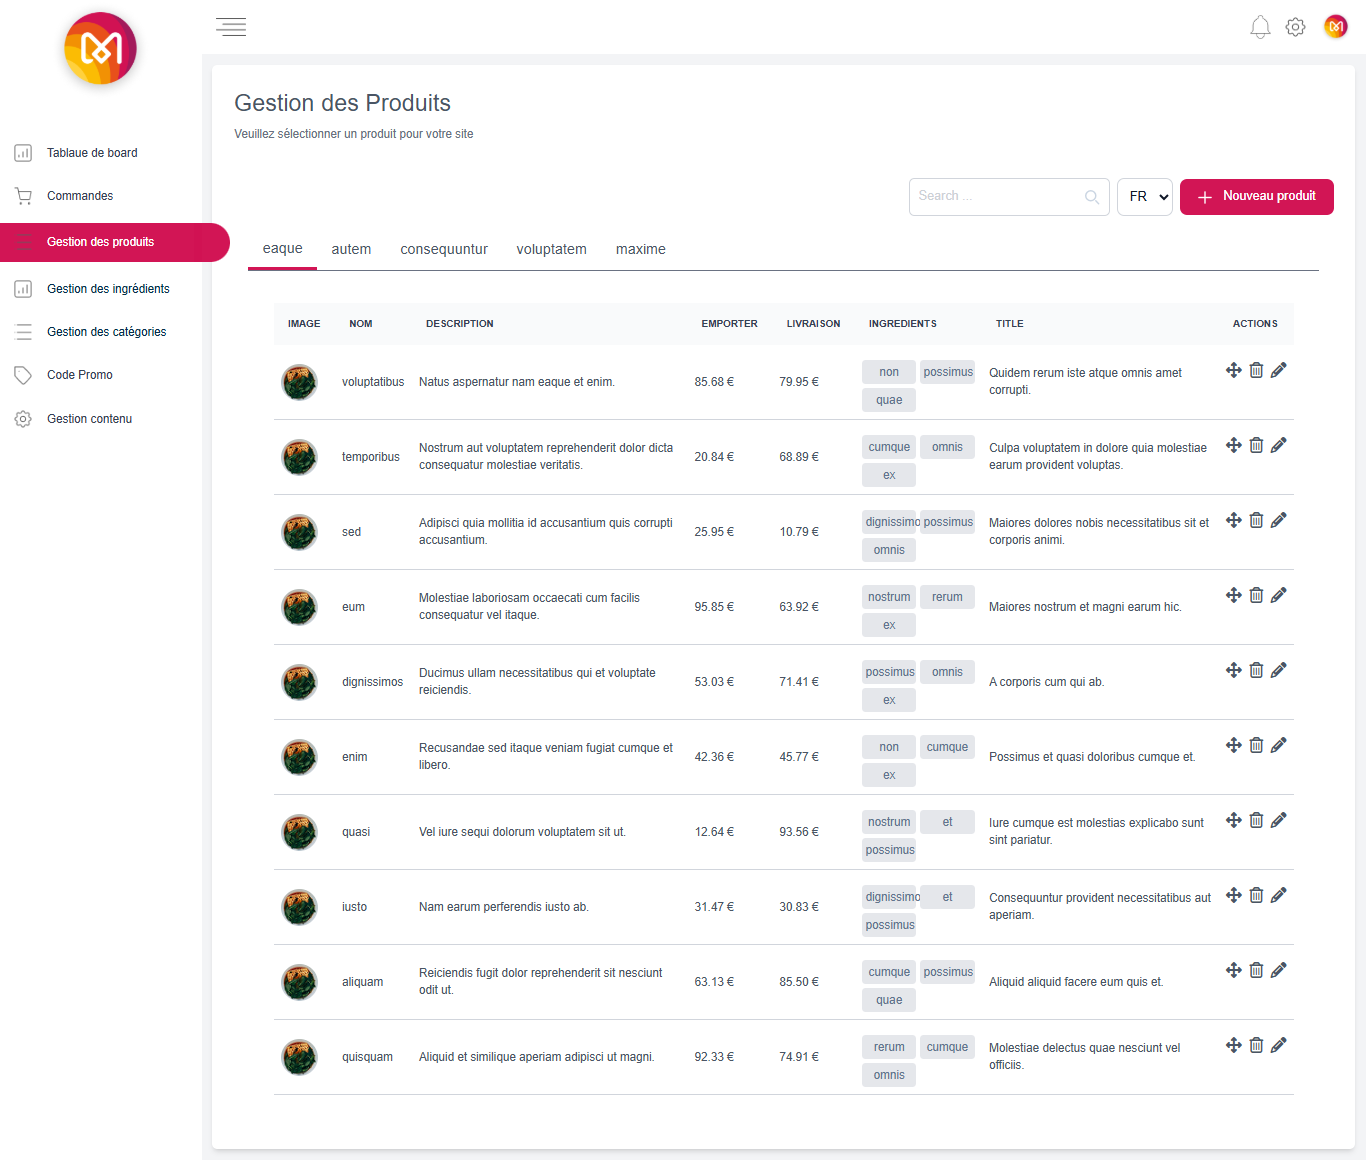 Gestion des Produits
Veuillez sélectionner un produit pour votre site
Tablaue de board
Commandes
Gestion des produits
Gestion des ingrédients
Gestion des catégories
Code Promo
Gestion contenu
Search ...
FR
Nouveau produit
eaque autem consequuntur voluptatem maxime
IMAGE NOM DESCRIPTION EMPORTER LIVRAISON INGREDIENTS TITLE ACTIONS
voluptatibus Natus aspernatur nam eaque et enim. 85.68 € 79.95 € non possimus quae Quidem rerum iste atque omnis amet
corrupti.
temporibus Nostrum aut voluptatem reprehenderit dolor dicta
consequatur molestiae veritatis. 20.84 € 68.89 € cumque omnis ex Culpa voluptatem in dolore quia molestiae
earum provident voluptas.
sed Adipisci quia mollitia id accusantium quis corrupti
accusantium. 25.95 € 10.79 € dignissimo possimus omnis Maiores dolores nobis necessitatibus sit et
corporis animi.
eum Molestiae laboriosam occaecati cum facilis
consequatur vel itaque. 95.85 € 63.92 € nostrum rerum ex Maiores nostrum et magni earum hic.
dignissimos Ducimus ullam necessitatibus qui et voluptate
reiciendis. 53.03 € 71.41 € possimus omnis ex A corporis cum qui ab.
enim Recusandae sed itaque veniam fugiat cumque et
libero. 42.36 € 45.77 € non cumque ex Possimus et quasi doloribus cumque et.
quasi Vel iure sequi dolorum voluptatem sit ut. 12.64 € 93.56 € nostrum et possimus Iure cumque est molestias explicabo sunt
sint pariatur.
iusto Nam earum perferendis iusto ab. 31.47 € 30.83 € dignissimo et possimus Consequuntur provident necessitatibus aut
aperiam.
aliquam Reiciendis fugit dolor reprehenderit sit nesciunt
odit ut. 63.13 € 85.50 € cumque possimus quae Aliquid aliquid facere eum quis et.
quisquam Aliquid et similique aperiam adipisci ut magni. 92.33 € 74.91 € rerum cumque omnis Molestiae delectus quae nesciunt vel
officiis.